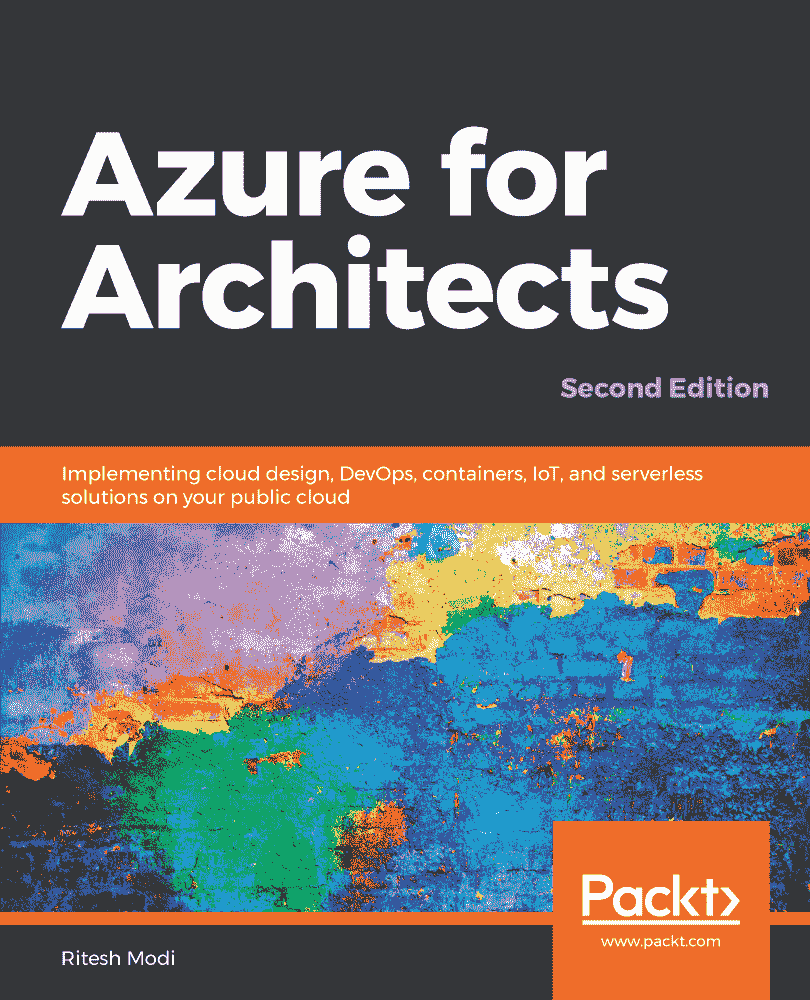 Azure for
Architects
Second Edition
Implementing cloud design, DevOps, containers, IoT, and serverless
solutions on your public cloud
Packt>
www.packt.com
Ritesh Modi